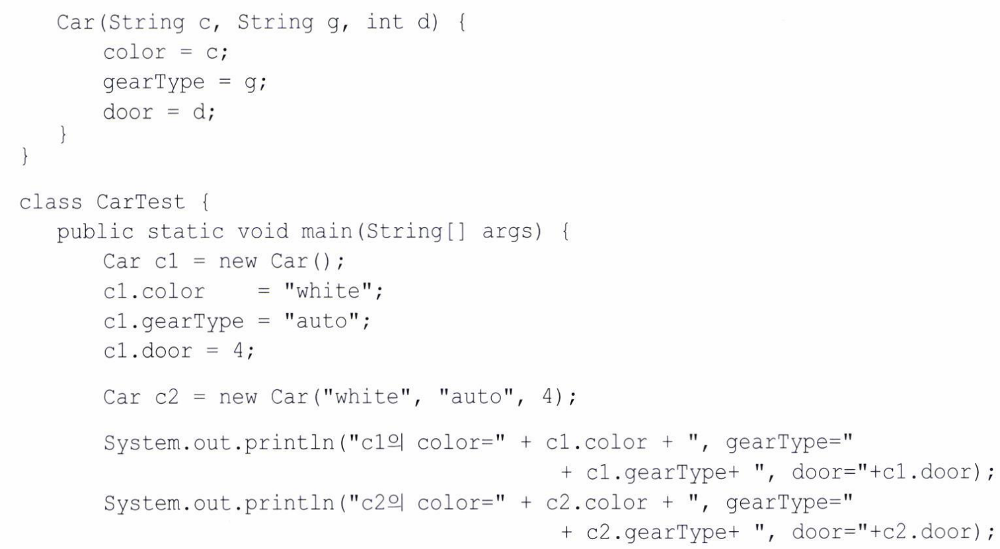 Car(String c, String g, int d) {
color = c;
gearType = g;
door = d;
}
}
class CarTest {
public static void main(String[] args) {
Car c1 = new Car();
c1.color    = "white";
c1.gearType = "auto";
c1.door = 4;
Car c2 = new Car("white", "auto", 4);
System.out.println("c1의 color=" + c1.color + ", gearType="
+ c1.gearType+ ", door="+c1.door);
System.out.println("c2의 color=" + c2.color + ", gearType="
+ c2.gearType+ ", door="+c2.door);